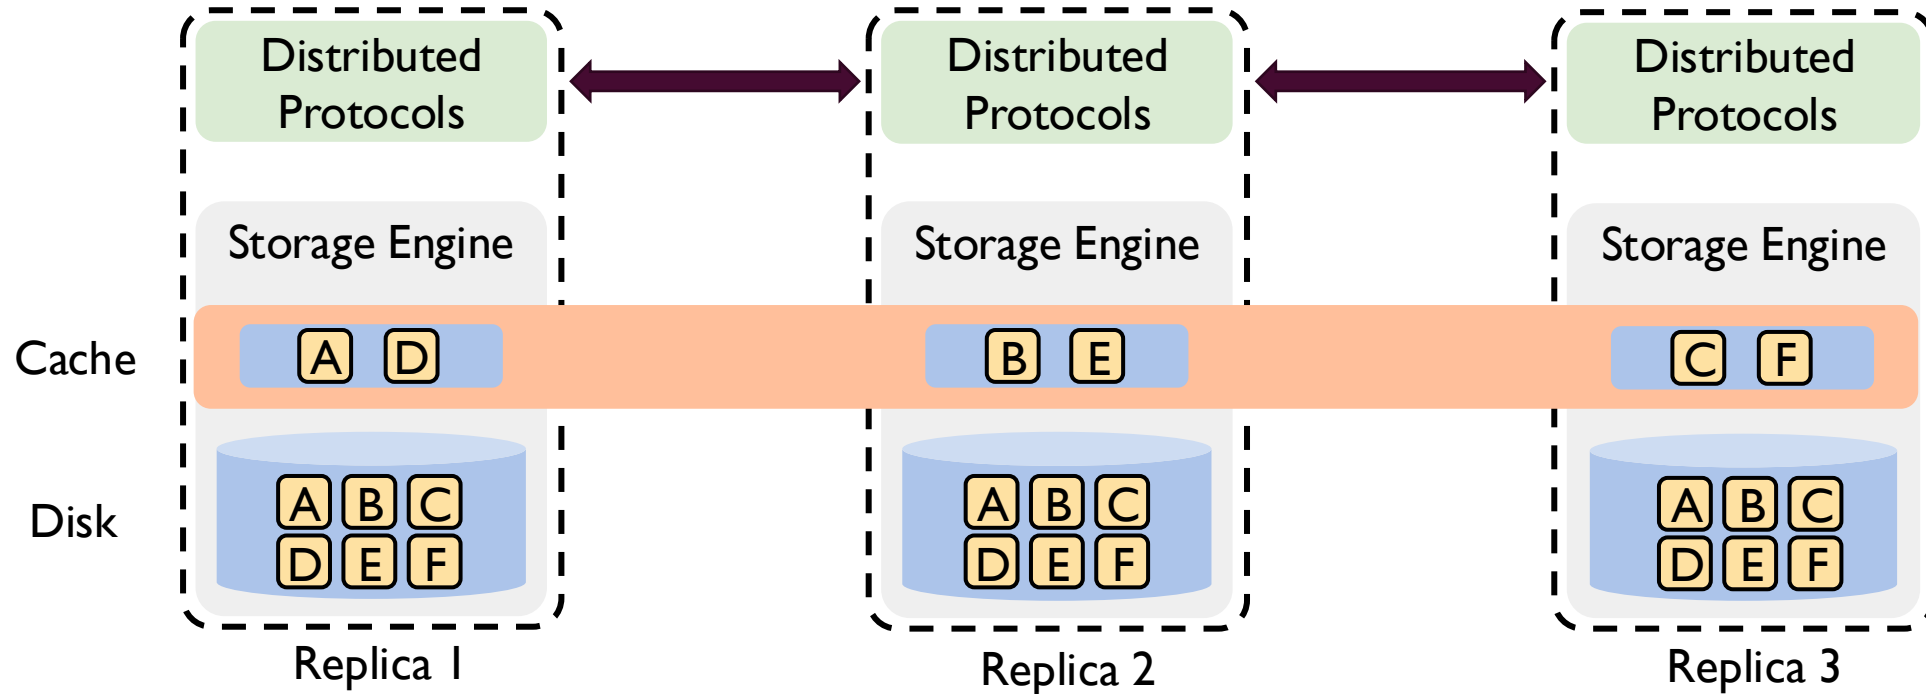 Distributed
Protocols
Distributed
Protocols
Distributed
Protocols
Storage Engine
Storage Engine
Storage Engine
Cache
A D
B E
C F
Disk
A B C
D E F
A B C
D E F
A B C
D E F
Replica 1
Replica 2
Replica 3